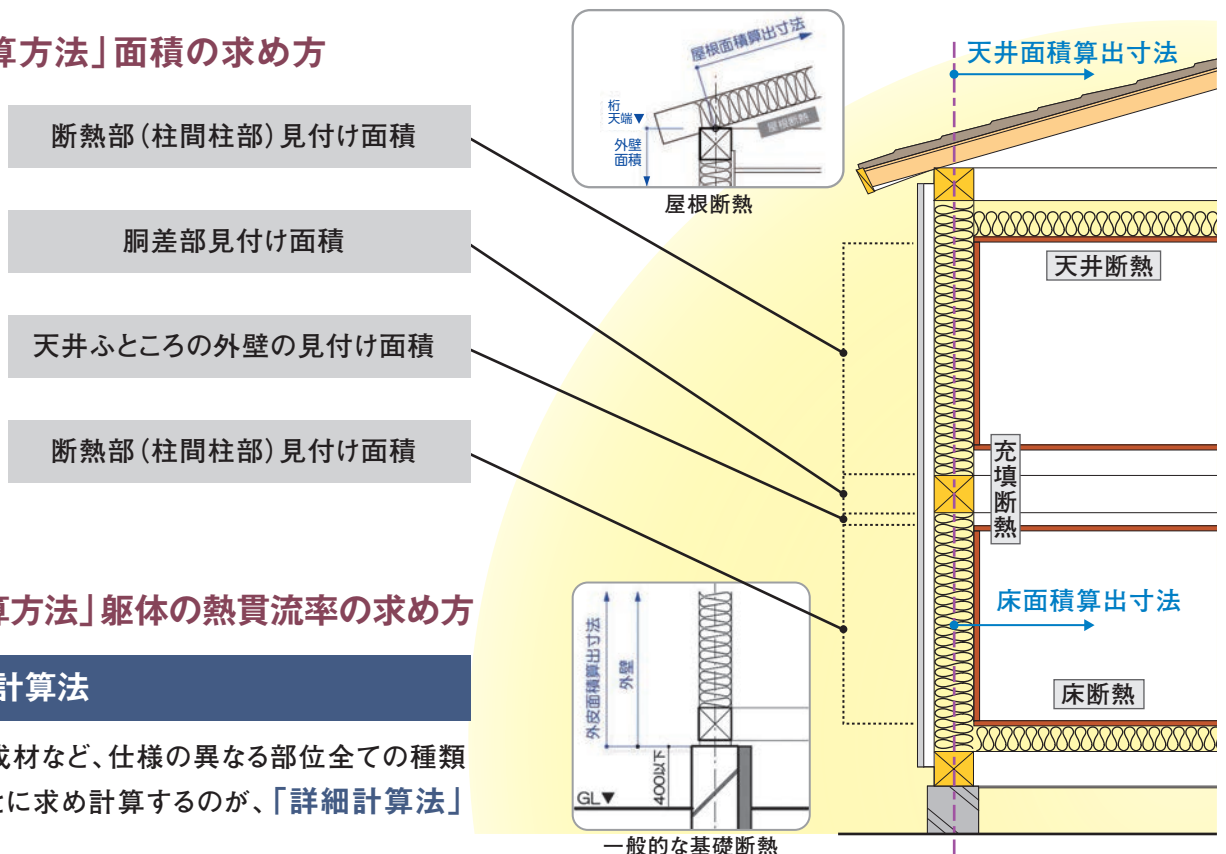 算方法」面積の求め方
断熱部(柱間柱部)見付け面積
胴差部見付け面積
天井ふところの外壁の見付け面積
断熱部(柱間柱部)見付け面積
屋根面積算出寸法
桁
天端▼
外壁
面積
屋根断熱
屋根断熱
天井面積算出寸法
天井断熱
充填断熱
床面積算出寸法
床断熱
外皮面積算出寸法
外壁
400以下
GL▼
一般的な基礎断熱
算方法」躯体の熱貫流率の求め方
計算法
成材など、仕様の異なる部位全ての種類
とに求め計算するのが、「詳細計算法」